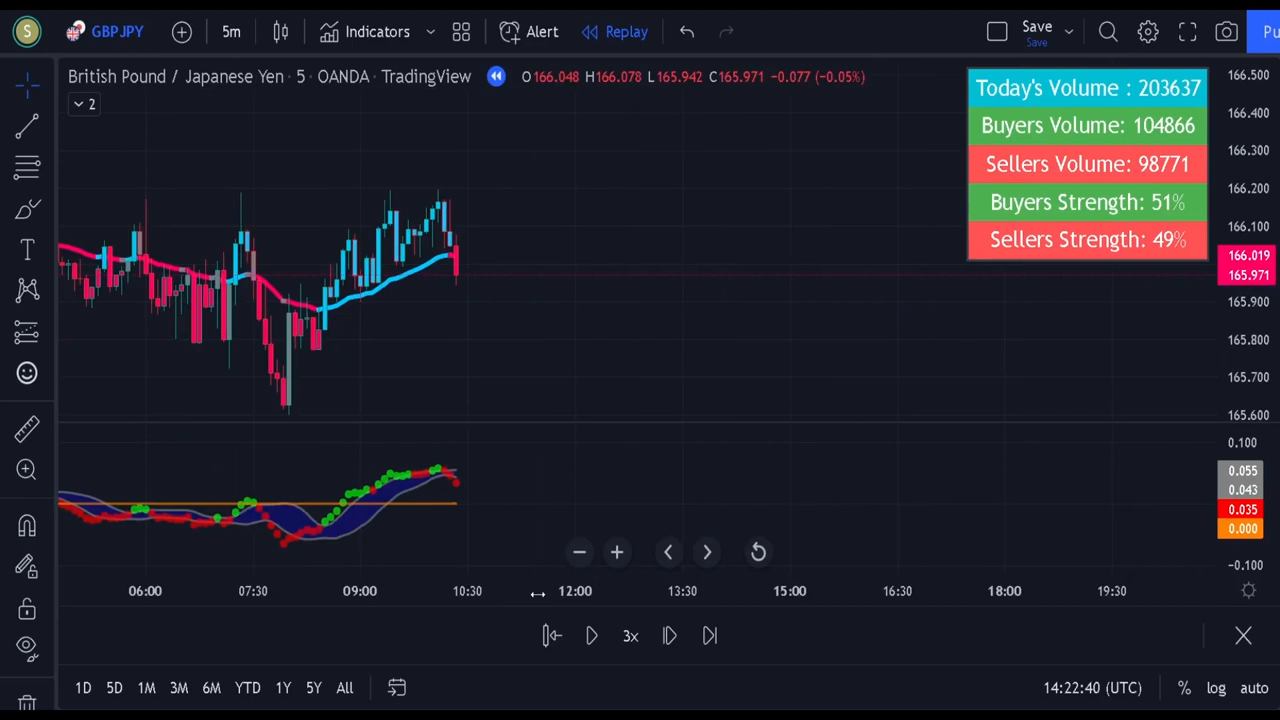 S GBPJPY 5m Indicators Alert Replay Save Pu
Save
British Pound / Japanese Yen · 5 · OANDA · TradingView O166.048 H166.078 L165.942 C165.971 -0.077 (-0.05%)
2
Today's Volume : 203637
Buyers Volume: 104866
Sellers Volume: 98771
Buyers Strength: 51%
Sellers Strength: 49%
166.500
166.400
166.300
166.200
166.100
166.019
165.971
165.900
165.800
165.700
165.600
0.100
0.055
0.043
0.035
0.000
-0.100
06:00 07:30 09:00 10:30 12:00 13:30 15:00 16:30 18:00 19:30
3x
1D 5D 1M 3M 6M YTD 1Y 5Y All 14:22:40 (UTC) % log auto